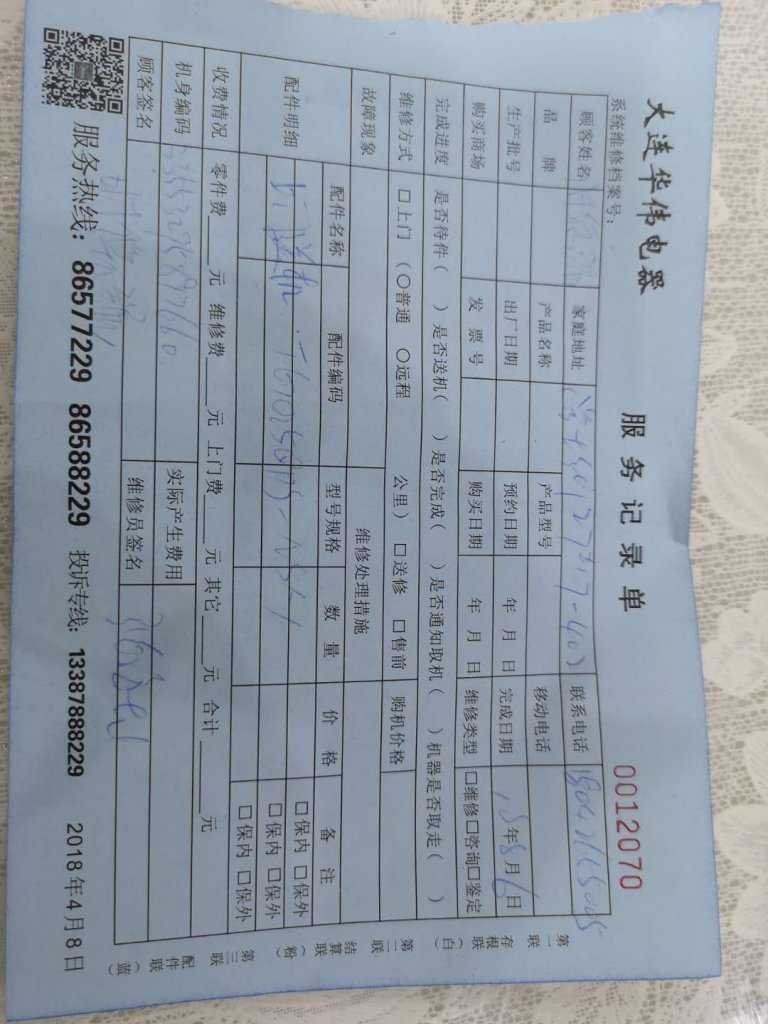 大连华伟电器
服务记录单
0012070
系统维修档案号：
顾客姓名 家庭地址 联系电话
品牌 产品名称 产品型号 移动电话
生产批号 出厂日期 预约日期 年 月 日 完成日期 18年8月6日
购买商场 发票号 购买日期 年 月 日 维修类型 □维修□咨询□鉴定
完成进度 是否待件（ ）是否送机（ ）是否完成（ ）是否通知取机（ ）机器是否取走（ ）
维修方式 □上门（○普通 ○远程 公里）□送修 □售前 购机价格
故障现象 维修处理措施
配件明细 配件名称 配件编码 型号规格 数量 价格 备注
□保内 □保外
□保内 □保外
□保内 □保外
收费情况 零件费___元 维修费___元 上门费___元 其它___元 合计___元
机身编码 实际产生费用
顾客签名 维修员签名
服务热线：86577229 86588229 投诉专线：13387888229 2018年4月8日
第一联 存根联（白）
第二联 结算联（粉）
第三联 配件联（蓝）